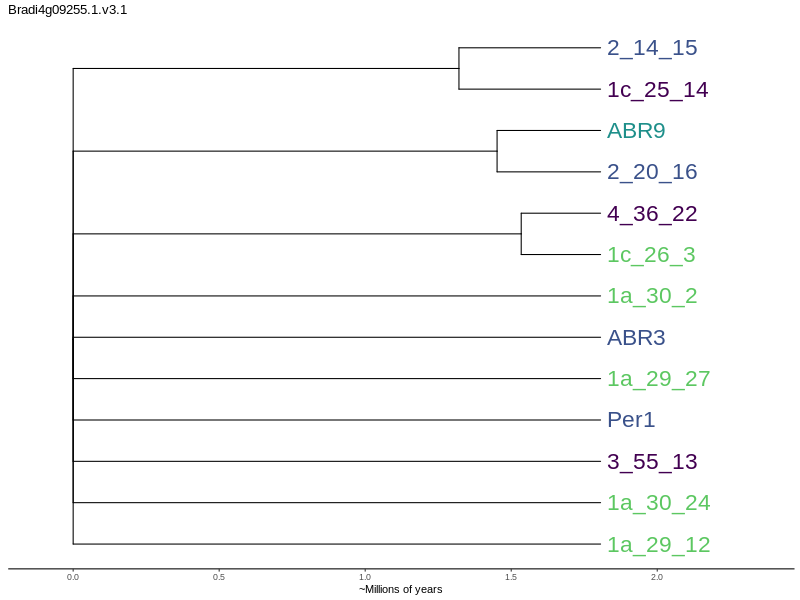 Bradi4g09255.1.v3.1
2_14_15
1c_25_14
ABR9
2_20_16
4_36_22
1c_26_3
1a_30_2
ABR3
1a_29_27
Per1
3_55_13
1a_30_24
1a_29_12
0.0 0.5 1.0 1.5 2.0
~Millions of years